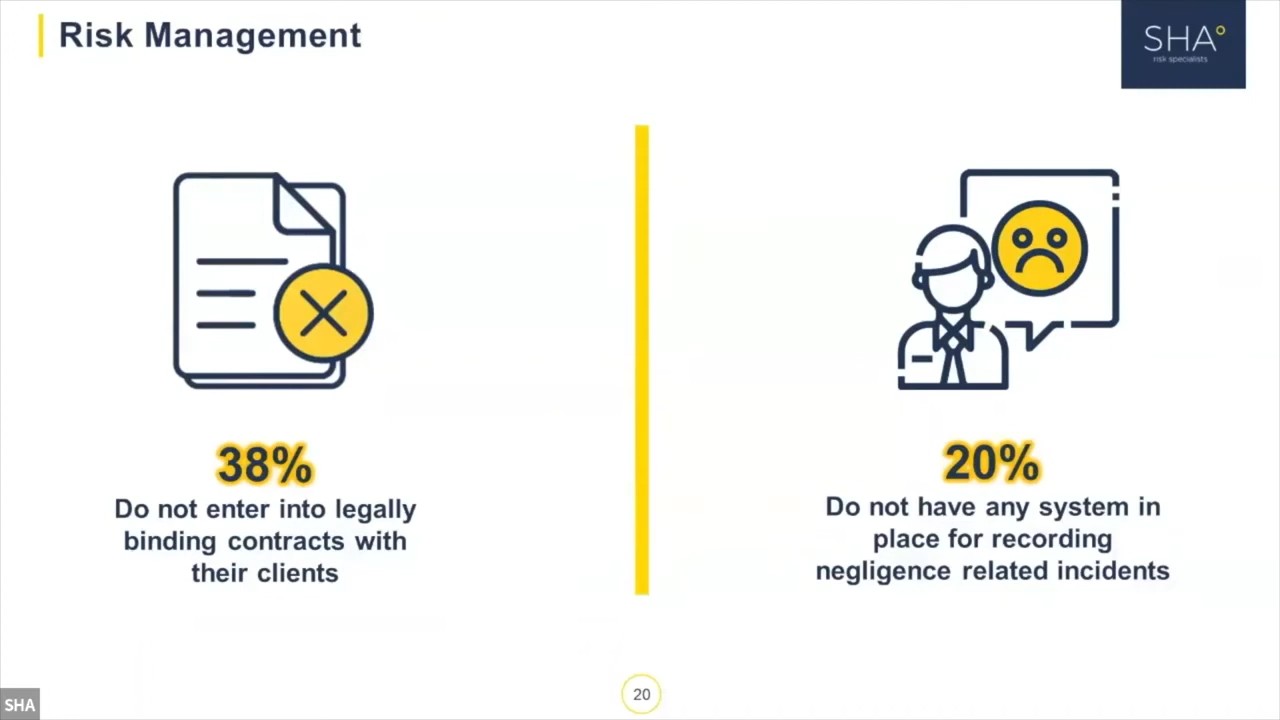 Risk Management
SHA°
risk specialists
38%
Do not enter into legally
binding contracts with
their clients
20%
Do not have any system in
place for recording
negligence related incidents
20
SHA